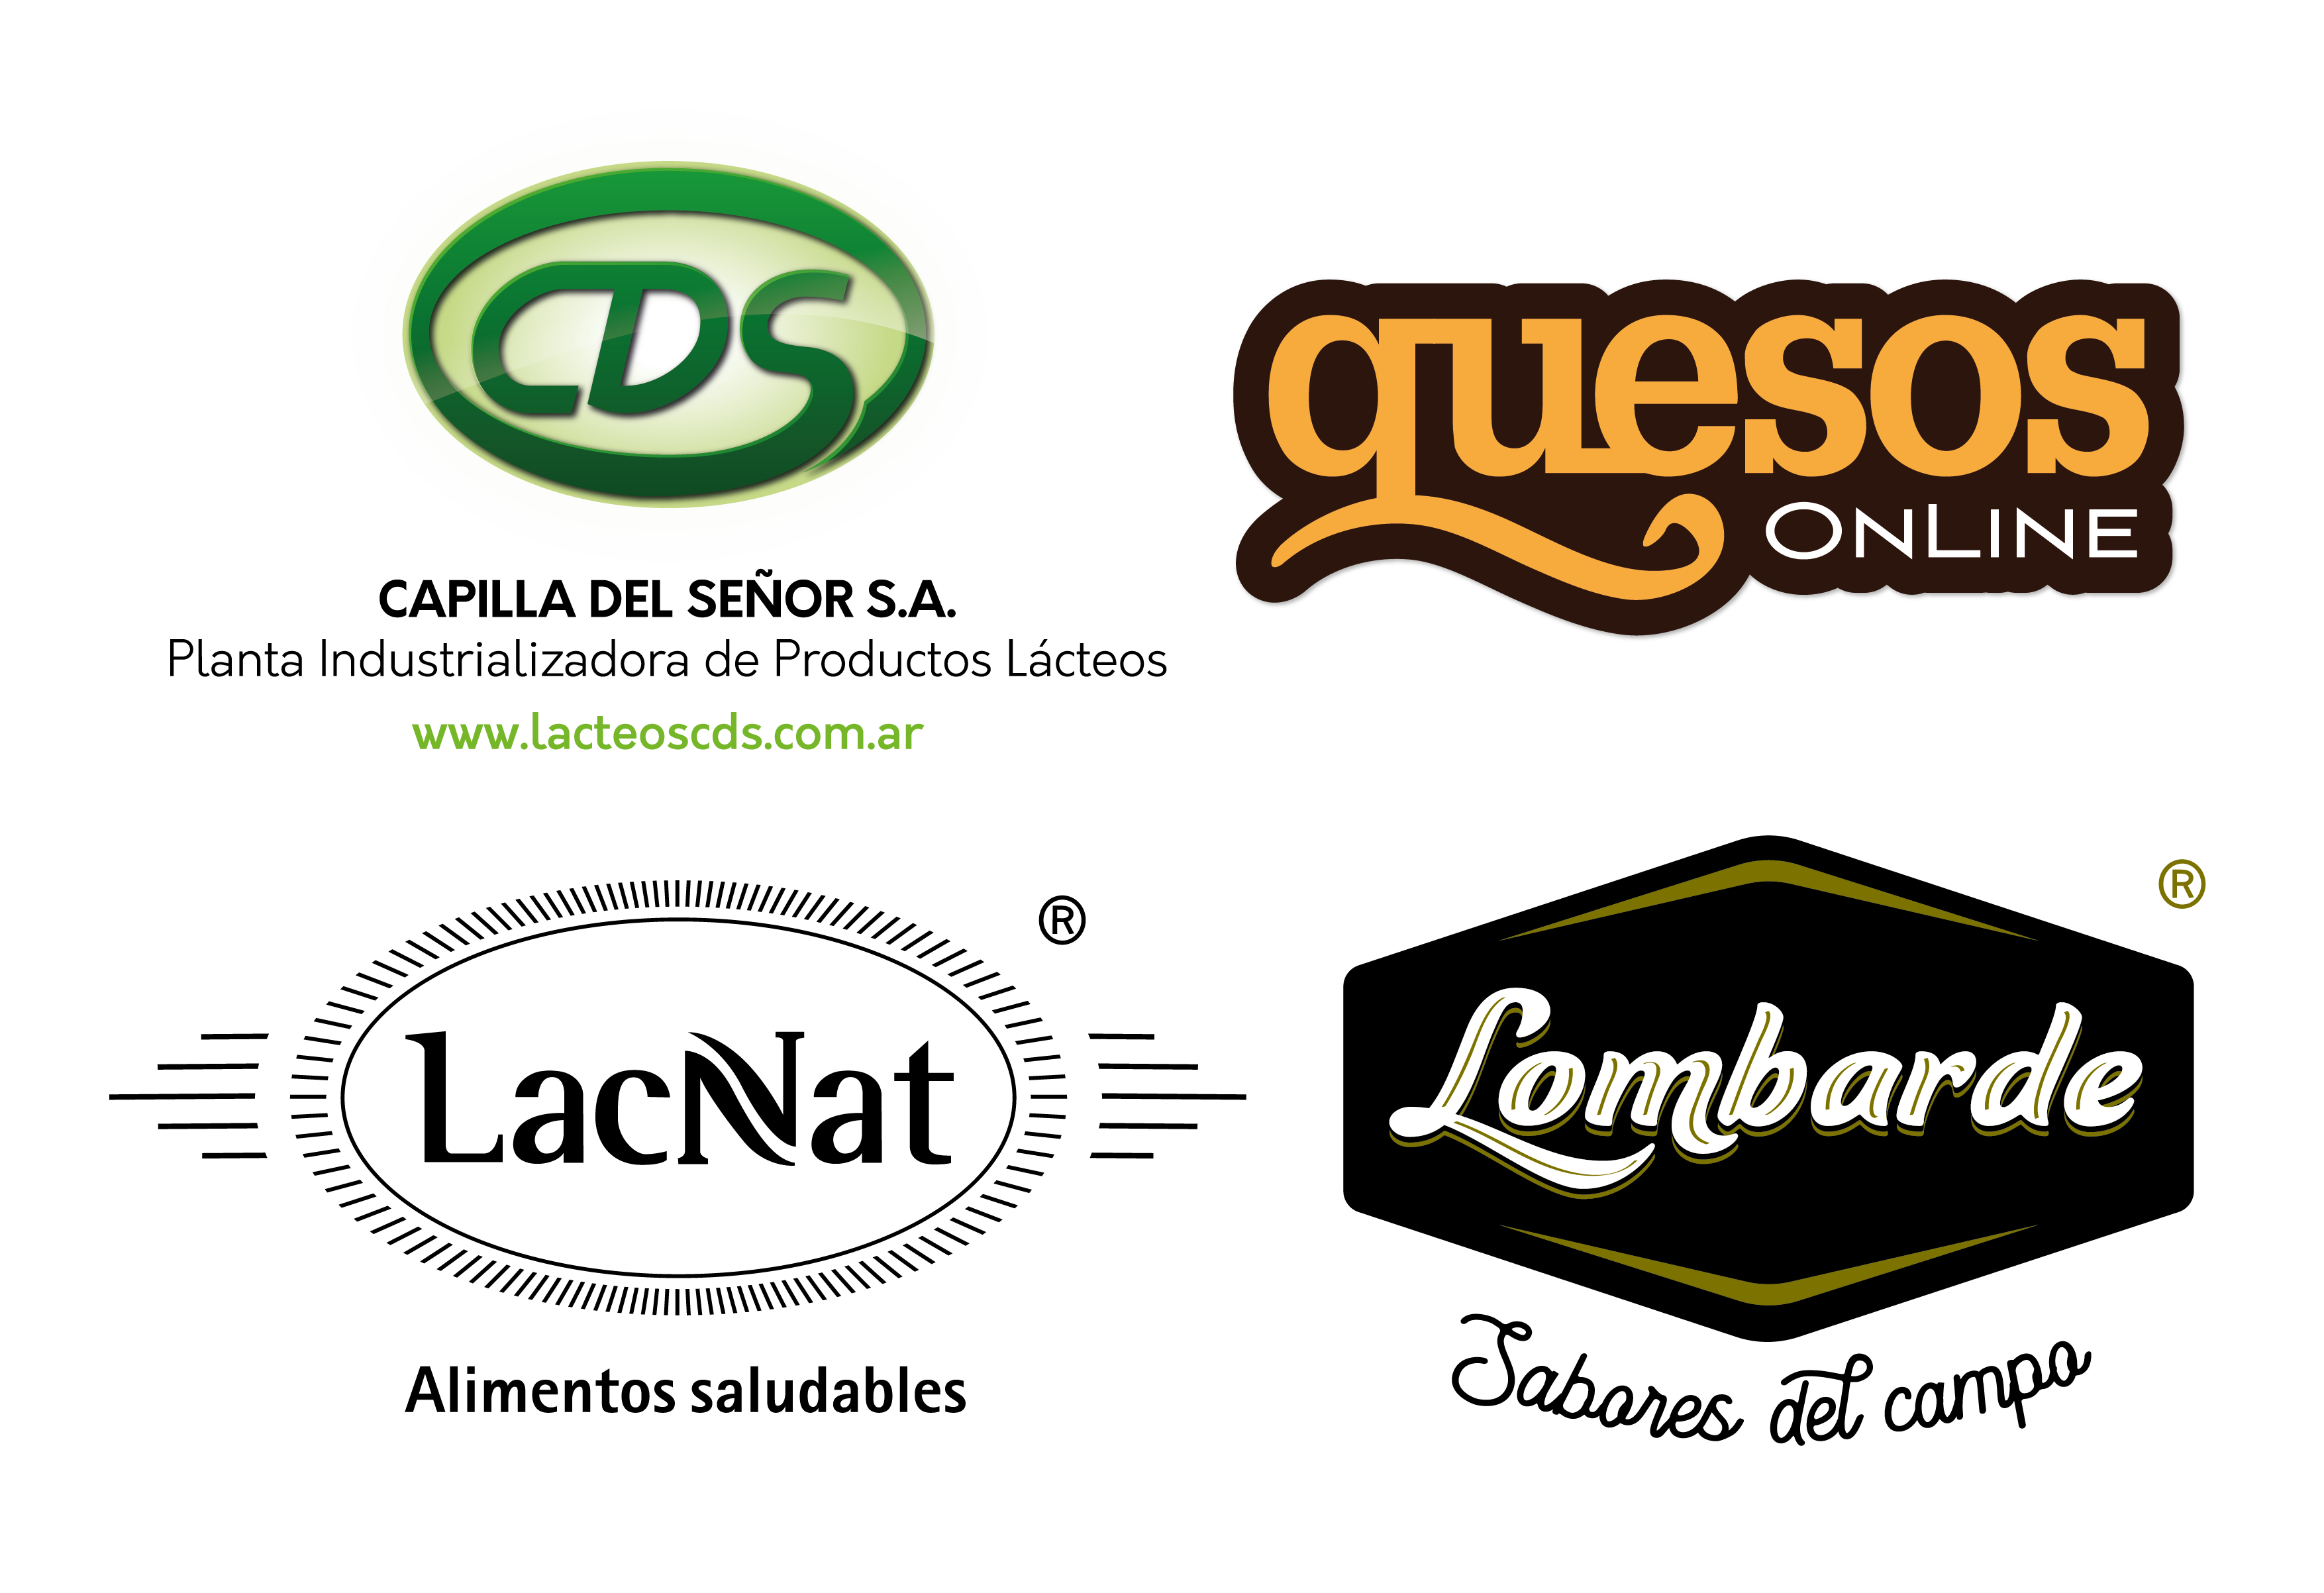 CDS
CAPILLA DEL SEÑOR S.A.
Planta Industrializadora de Productos Lácteos
www.lacteoscds.com.ar
quesos
ONLINE
LacNat
®
Alimentos saludables
®
Lombarde
Sabores del campo